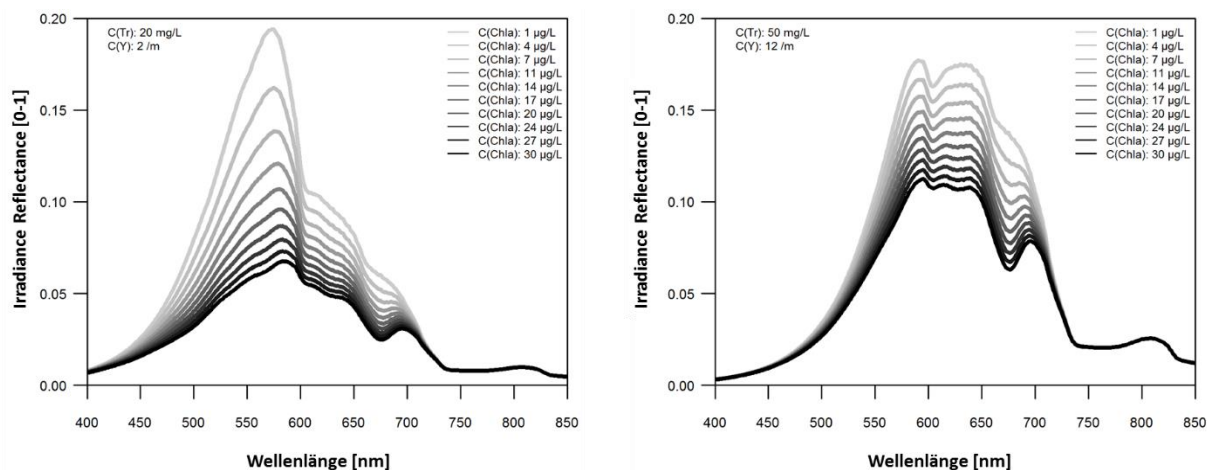 C(Tr): 20 mg/L
C(Y): 2 /m
C(Chla): 1 µg/L
C(Chla): 4 µg/L
C(Chla): 7 µg/L
C(Chla): 11 µg/L
C(Chla): 14 µg/L
C(Chla): 17 µg/L
C(Chla): 20 µg/L
C(Chla): 24 µg/L
C(Chla): 27 µg/L
C(Chla): 30 µg/L
Irradiance Reflectance [0-1]
0.20
0.15
0.10
0.05
0.00
400 450 500 550 600 650 700 750 800 850
Wellenlänge [nm]
C(Tr): 50 mg/L
C(Y): 12 /m
C(Chla): 1 µg/L
C(Chla): 4 µg/L
C(Chla): 7 µg/L
C(Chla): 11 µg/L
C(Chla): 14 µg/L
C(Chla): 17 µg/L
C(Chla): 20 µg/L
C(Chla): 24 µg/L
C(Chla): 27 µg/L
C(Chla): 30 µg/L
Irradiance Reflectance [0-1]
0.20
0.15
0.10
0.05
0.00
400 450 500 550 600 650 700 750 800 850
Wellenlänge [nm]